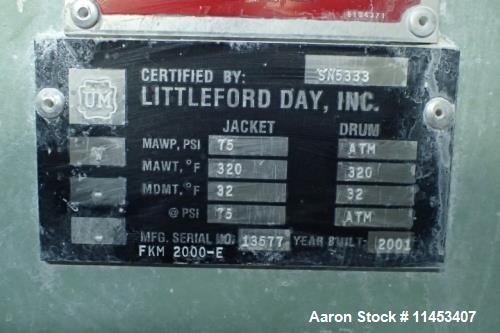 6164371
SN5333
UM
CERTIFIED BY:
LITTLEFORD DAY, INC.
JACKET DRUM
MAWP, PSI 75 ATM
MAWT, °F 320 320
MDMT, °F 32 32
@ PSI 75 ATM
MFG. SERIAL NO. 13577 YEAR BUILT- 2001
FKM 2000-E
Aaron Stock # 11453407